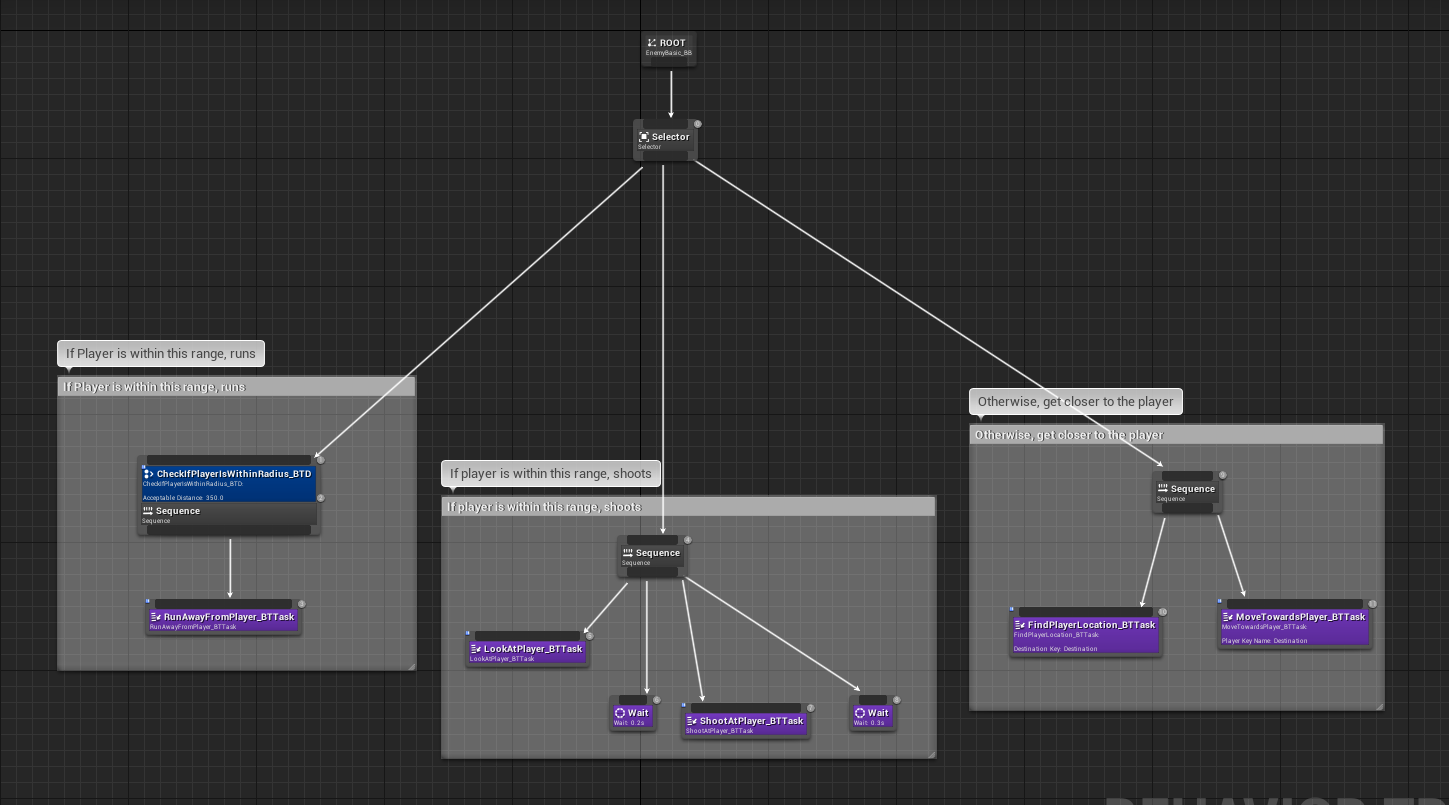 ROOT
EnemyBasic_BB
Selector
Selector
If Player is within this range, runs
If Player is within this range, runs
CheckIfPlayerIsWithinRadius_BTD
CheckIfPlayerIsWithinRadius_BTD:
Acceptable Distance: 350.0
Sequence
Sequence
RunAwayFromPlayer_BTTask
RunAwayFromPlayer_BTTask
If player is within this range, shoots
If player is within this range, shoots
Sequence
Sequence
LookAtPlayer_BTTask
LookAtPlayer_BTTask
Wait
Wait: 0.2s
ShootAtPlayer_BTTask
ShootAtPlayer_BTTask
Wait
Wait: 0.3s
Otherwise, get closer to the player
Otherwise, get closer to the player
Sequence
Sequence
FindPlayerLocation_BTTask
FindPlayerLocation_BTTask:
Destination Key: Destination
MoveTowardsPlayer_BTTask
MoveTowardsPlayer_BTTask:
Player Key Name: Destination